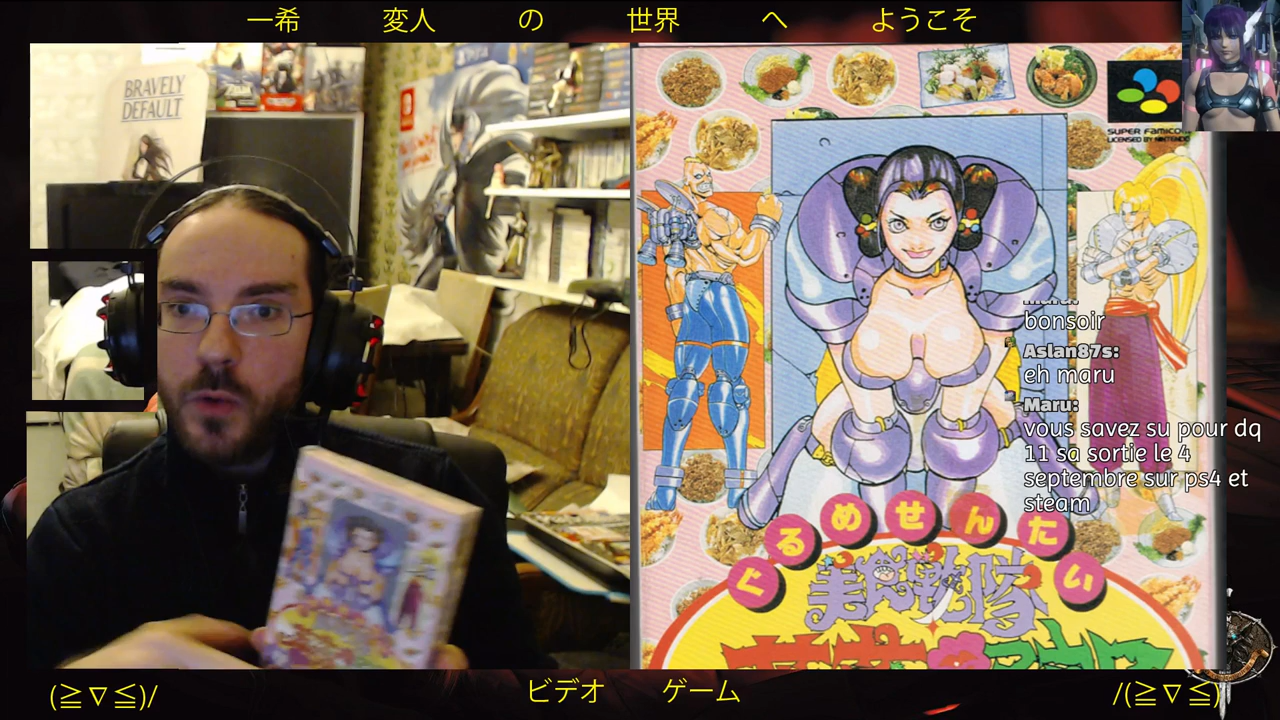 一希 変人 の 世界 へ ようこそ
BRAVELY
DEFAULT
SUPER FAMICOM
LICENSED BY NINTENDO
bonsoir
Aslan87s:
eh maru
Maru:
vous savez su pour dq
11 sa sortie le 4
septembre sur ps4 et
steam
ぐるめせんたい
美食戦隊
(≧∇≦)/ ビデオ ゲーム /(≧∇≦)